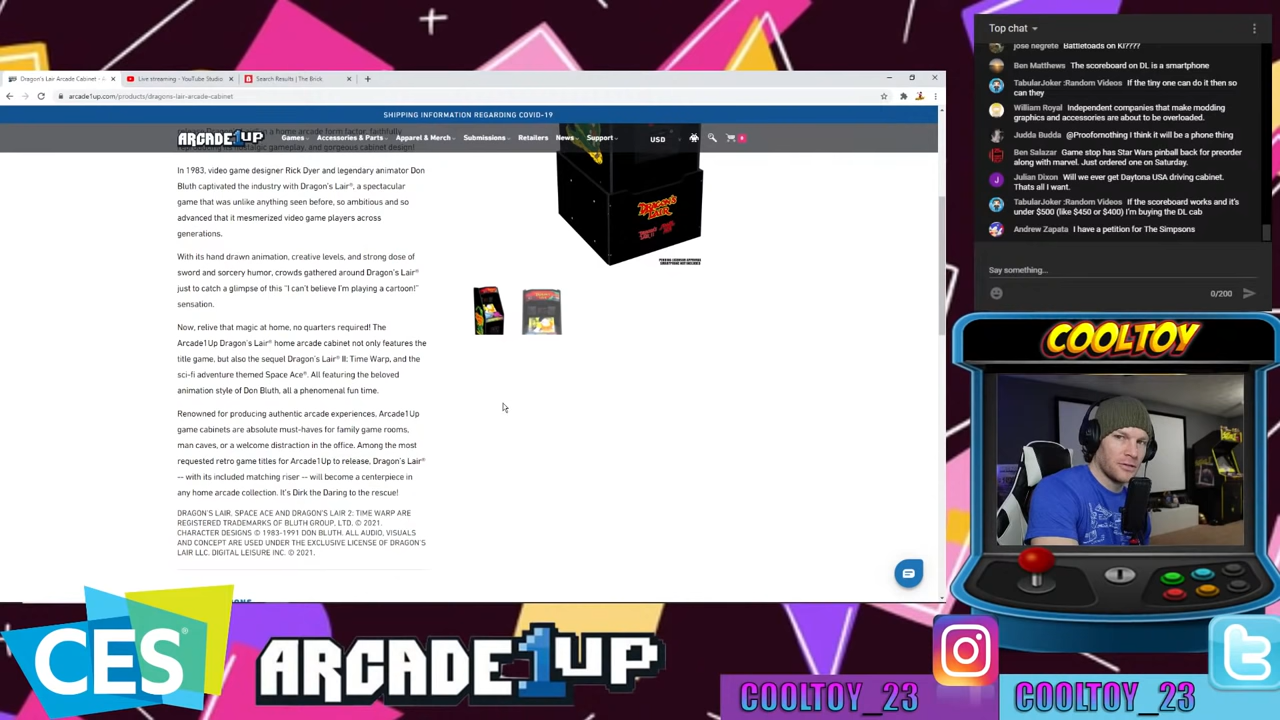 Dragon's Lair Arcade Cabinet - A
Live streaming - YouTube Studio
Search Results | The Brick
arcade1up.com/products/dragons-lair-arcade-cabinet
SHIPPING INFORMATION REGARDING COVID-19
ARCADE1UP
Games
Accessories & Parts
Apparel & Merch
Submissions
Retailers
News
Support
USD
0
In 1983, video game designer Rick Dyer and legendary animator Don
Bluth captivated the industry with Dragon's Lair®, a spectacular
game that was unlike anything seen before, so ambitious and so
advanced that it mesmerized video game players across
generations.
With its hand drawn animation, creative levels, and strong dose of
sword and sorcery humor, crowds gathered around Dragon's Lair®
just to catch a glimpse of this "I can't believe I'm playing a cartoon!"
sensation.
Now, relive that magic at home, no quarters required! The
Arcade1Up Dragon's Lair® home arcade cabinet not only features the
title game, but also the sequel Dragon's Lair® II: Time Warp, and the
sci-fi adventure themed Space Ace®. All featuring the beloved
animation style of Don Bluth, all a phenomenal fun time.
Renowned for producing authentic arcade experiences, Arcade1Up
game cabinets are absolute must-haves for family game rooms,
man caves, or a welcome distraction in the office. Among the most
requested retro game titles for Arcade1Up to release, Dragon's Lair®
-- with its included matching riser -- will become a centerpiece in
any home arcade collection. It's Dirk the Daring to the rescue!
DRAGON'S LAIR, SPACE ACE AND DRAGON'S LAIR 2: TIME WARP ARE
REGISTERED TRADEMARKS OF BLUTH GROUP, LTD. © 2021.
CHARACTER DESIGNS © 1983-1991 DON BLUTH. ALL AUDIO, VISUALS
AND CONCEPT ARE USED UNDER THE EXCLUSIVE LICENSE OF DRAGON'S
LAIR LLC. DIGITAL LEISURE INC. © 2021.
DRAGON'S
LAIR
Top chat
jose negrete Battletoads on KI????
Ben Matthews The scoreboard on DL is a smartphone
TabularJoker :Random Videos If the tiny one can do it then so
can they
William Royal Independent companies that make modding
graphics and accessories are about to be overloaded.
Judda Budda @Proofornothing I think it will be a phone thing
Ben Salazar Game stop has Star Wars pinball back for preorder
along with marvel. Just ordered one on Saturday.
Julian Dixon Will we ever get Daytona USA driving cabinet.
Thats all I want.
TabularJoker :Random Videos If the scoreboard works and it's
under $500 (like $450 or $400) I'm buying the DL cab
Andrew Zapata I have a petition for The Simpsons
Say something...
0/200
COOLTOY
CES®
ARCADE1UP
COOLTOY_23
COOLTOY_23